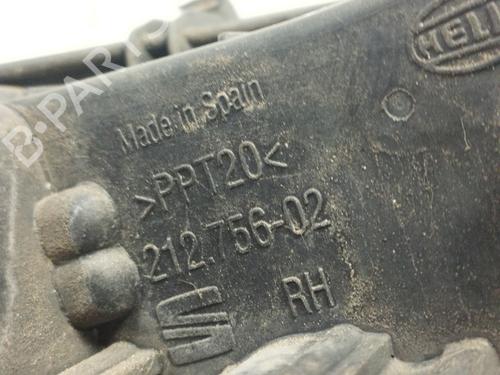 HELL
Made in Spain
>PPT20<
212.756-02
RH
B-PARTS